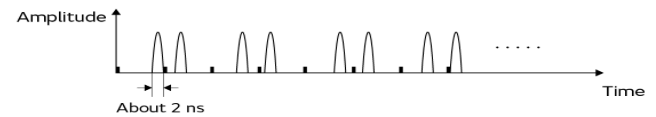 Amplitude
. . . . .
Time
About 2 ns